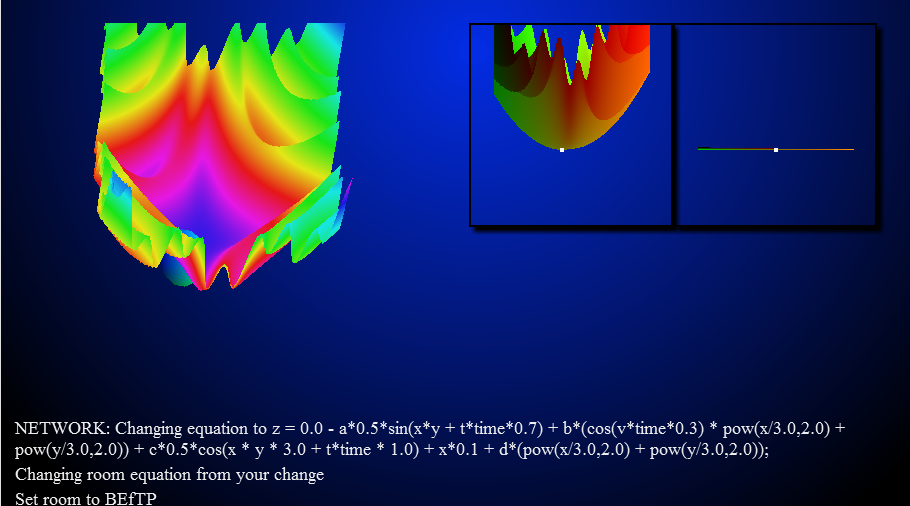 NETWORK: Changing equation to z = 0.0 - a*0.5*sin(x*y + t*time*0.7) + b*(cos(v*time*0.3) * pow(x/3.0,2.0) +
pow(y/3.0,2.0)) + c*0.5*cos(x * y * 3.0 + t*time * 1.0) + x*0.1 + d*(pow(x/3.0,2.0) + pow(y/3.0,2.0));
Changing room equation from your change
Set room to BEfTP